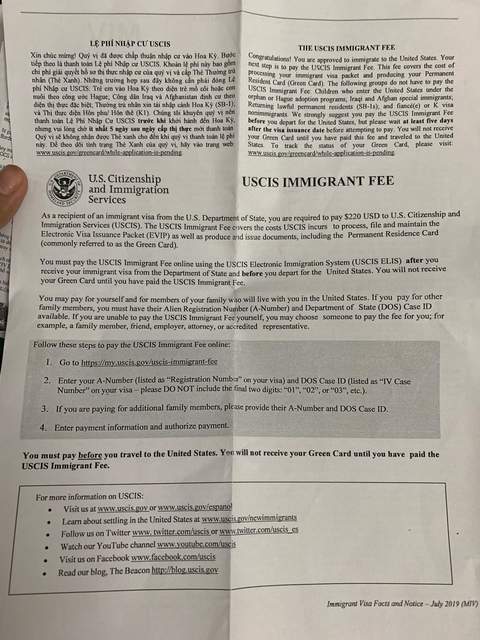 LỆ PHÍ NHẬP CƯ USCIS
Xin chúc mừng! Quý vị đã được chấp thuận nhập cư vào Hoa Kỳ. Bước
tiếp theo là thanh toán Lệ phí Nhập cư USCIS. Khoản lệ phí này bao gồm
chi phí giải quyết hồ sơ thị thực nhập cư của quý vị và cấp Thẻ Thường trú
nhân (Thẻ Xanh). Những trường hợp sau đây không cần phải đóng Lệ
phí Nhập cư USCIS: Trẻ em vào Hoa Kỳ theo diện trẻ mồ côi hoặc con
nuôi theo công ước Hague; Công dân Iraq và Afghanistan định cư theo
diện thị thực đặc biệt; Thường trú nhân xin tái nhập cảnh Hoa Kỳ (SB-1),
và Thị thực diện Hôn phu/ Hôn thê (K1). Chúng tôi khuyến quý vị nên
thanh toán Lệ Phí Nhập Cư USCIS trước khi khởi hành đến Hoa Kỳ,
nhưng vui lòng chờ ít nhất 5 ngày sau ngày cấp thị thực mới thanh toán
Quý vị sẽ không nhận được Thẻ xanh cho đến khi quý vị thanh toán lệ phí
này. Để theo dõi tình trạng Thẻ Xanh của quý vị, hãy vào trang web:
www.uscis.gov/greencard/while-application-is-pending.
THE USCIS IMMIGRANT FEE
Congratulations! You are approved to immigrate to the United States. Your
next step is to pay the USCIS Immigrant Fee. This fee covers the cost of
processing your immigrant visa packet and producing your Permanent
Resident Card (Green Card). The following groups do not have to pay the
USCIS Immigrant Fee: Children who enter the United States under the
orphan or Hague adoption programs, Iraqi and Afghan special immigrants;
Returning lawful permanent residents (SB-1s), and fiancé(e) or K visa
nonimmigrants. We strongly suggest you pay the USCIS Immigrant Fee
before you depart for the United States, but please wait at least five days
after the visa issuance date before attempting to pay. You will not receive
your Green Card until you have paid this fee and traveled to the United
States. To track the status of your Green Card, please visit:
www.uscis.gov/greencard/while-application-is-pending.
U.S. Citizenship
and Immigration
Services
USCIS IMMIGRANT FEE
As a recipient of an immigrant visa from the U.S. Department of State, you are required to pay $220 USD to U.S. Citizenship and
Immigration Services (USCIS). The USCIS Immigrant Fee covers the costs USCIS incurs to process, file and maintain the
Electronic Visa Issuance Packet (EVIP) as well as produce and issue documents, including the Permanent Residence Card
(commonly referred to as the Green Card).
You must pay the USCIS Immigrant Fee online using the USCIS Electronic Immigration System (USCIS ELIS) after you
receive your immigrant visa from the Department of State and before you depart for the United States. You will not receive
your Green Card until you have paid the USCIS Immigrant Fee.
You may pay for yourself and for members of your family who will live with you in the United States. If you pay for other
family members, you must have their Alien Registration Number (A-Number) and Department of State (DOS) Case ID
available. If you are unable to pay the USCIS Immigrant Fee yourself, you may choose someone to pay the fee for you; for
example, a family member, friend, employer, attorney, or accredited representative.
Follow these steps to pay the USCIS Immigrant Fee online:
1. Go to https://my.uscis.gov/uscis-immigrant-fee
2. Enter your A-Number (listed as "Registration Number" on your visa) and DOS Case ID (listed as "IV Case
Number" on your visa – please DO NOT include the final two digits: "01", "02", or "03", etc.).
3. If you are paying for additional family members, please provide their A-Number and DOS Case ID.
4. Enter payment information and authorize payment.
You must pay before you travel to the United States. You will not receive your Green Card until you have paid the
USCIS Immigrant Fee.
For more information on USCIS:
• Visit us at www.uscis.gov or www.uscis.gov/espanol
• Learn about settling in the United States at www.uscis.gov/newimmigrants
• Follow us on Twitter www. twitter.com/uscis or www.twitter.com/uscis_es
• Watch our YouTube channel www.youtube.com/uscis
• Visit us on Facebook www.facebook.com/uscis
• Read our blog, The Beacon http://blog.uscis.gov
Immigrant Visa Facts and Notice – July 2019 (MIV)